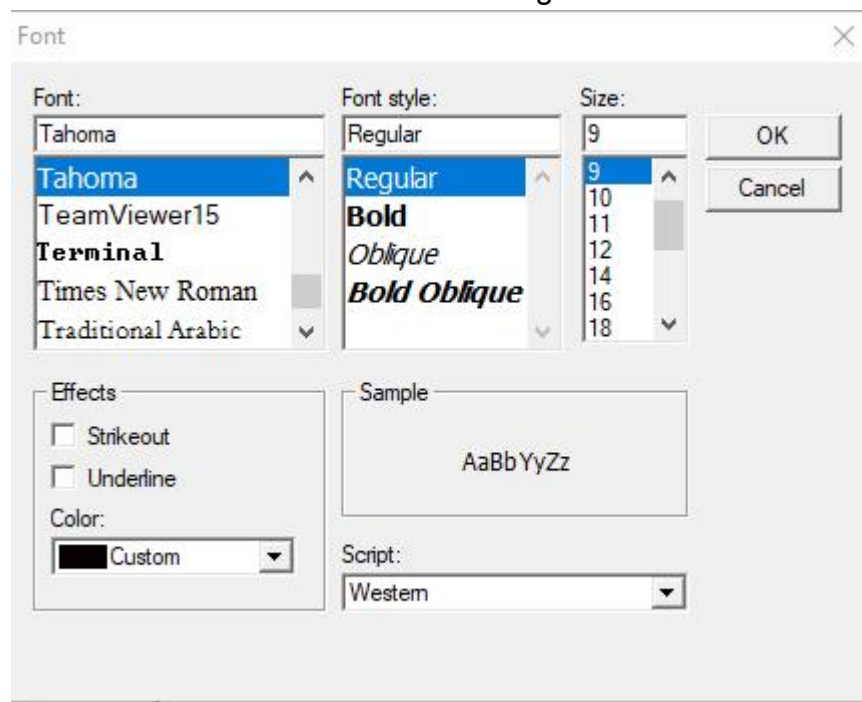 Font
Font: Font style: Size:
Tahoma Regular 9 OK
Tahoma Regular 9 Cancel
TeamViewer15 Bold 10
Terminal Oblique 11
Times New Roman Bold Oblique 12
Traditional Arabic 14
16
18
Effects Sample
Strikeout
Underline AaBbYyZz
Color:
Custom Script:
Western